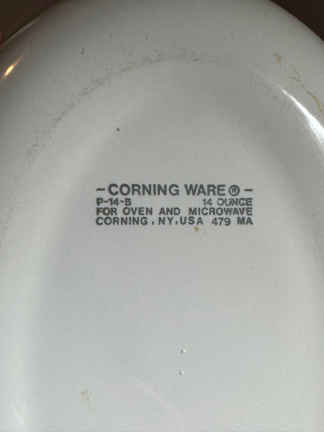 -CORNING WARE®-
P-14-B 14 OUNCE
FOR OVEN AND MICROWAVE
CORNING, NY, USA 479 MA